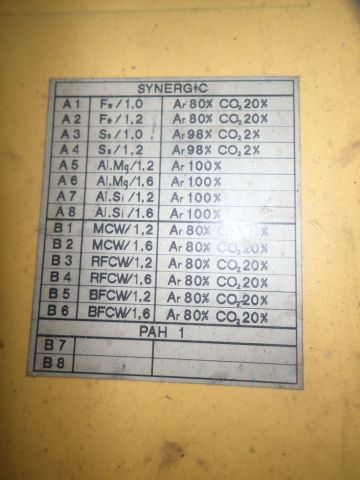 SYNERGIC
A1 Fe/1,0 Ar 80% CO₂ 20%
A2 Fe/1,2 Ar 80% CO₂ 20%
A3 Ss/1,0 Ar 98% CO₂ 2%
A4 Ss/1,2 Ar 98% CO₂ 2%
A5 Al.Mg/1,2 Ar 100%
A6 Al.Mg/1,6 Ar 100%
A7 Al.Si/1,2 Ar 100%
A8 Al.Si/1,6 Ar 100%
B1 MCW/1,2 Ar 80% CO₂ 20%
B2 MCW/1,6 Ar 80% CO₂ 20%
B3 RFCW/1,2 Ar 80% CO₂ 20%
B4 RFCW/1,6 Ar 80% CO₂ 20%
B5 BFCW/1,2 Ar 80% CO₂ 20%
B6 BFCW/1,6 Ar 80% CO₂ 20%
PAH 1
B7
B8